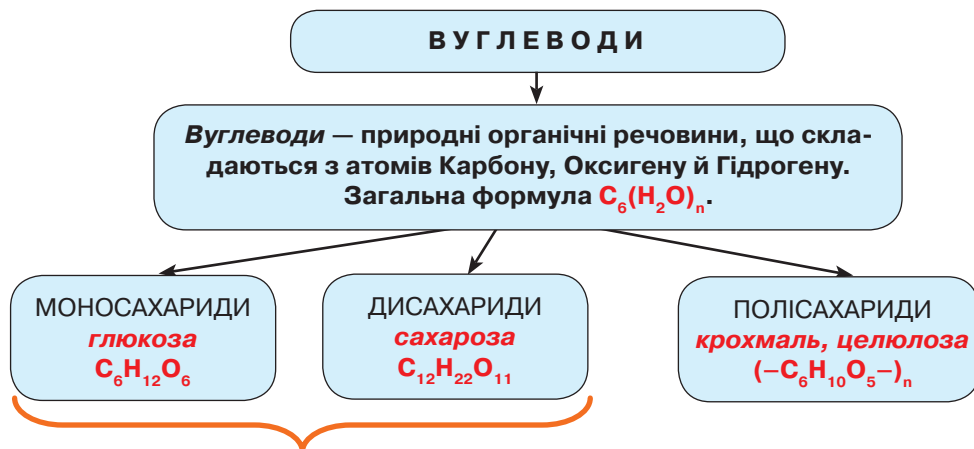 ВУГЛЕВОДИ
Вуглеводи — природні органічні речовини, що скла-
даються з атомів Карбону, Оксигену й Гідрогену.
Загальна формула C₆(H₂O)ₙ.
МОНОСАХАРИДИ
глюкоза
C₆H₁₂O₆
ДИСАХАРИДИ
сахароза
C₁₂H₂₂O₁₁
ПОЛІСАХАРИДИ
крохмаль, целюлоза
(–C₆H₁₀O₅–)ₙ